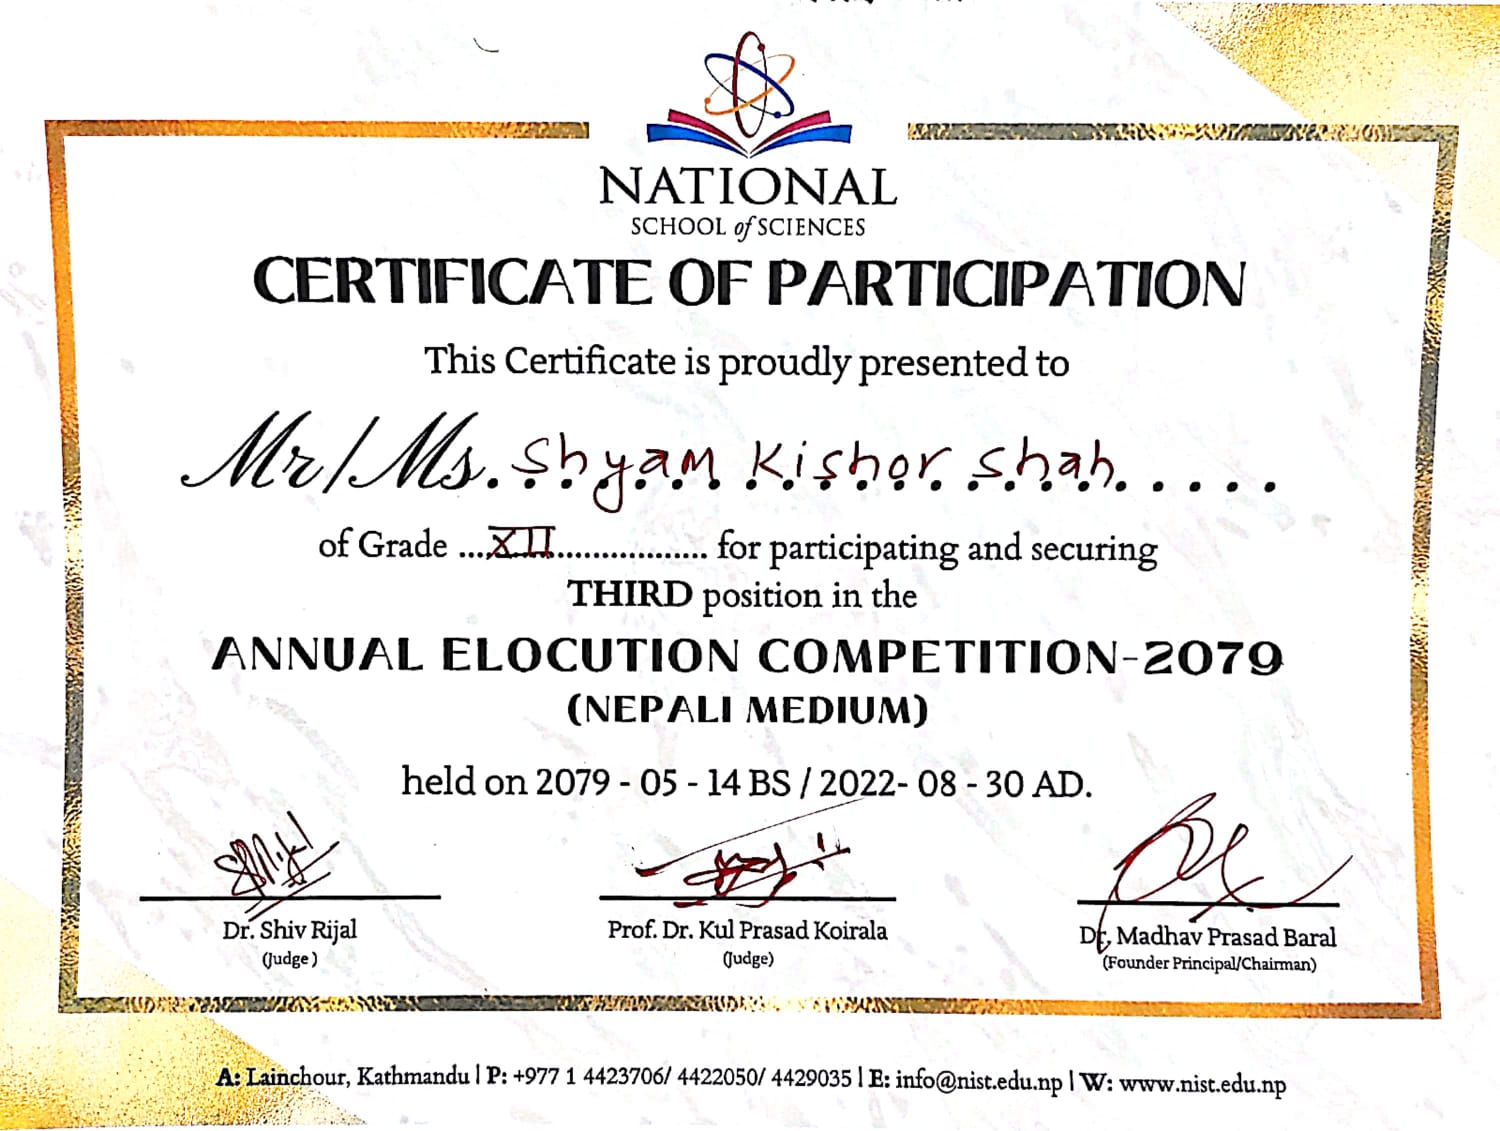 NATIONAL
SCHOOL of SCIENCES
CERTIFICATE OF PARTICIPATION
This Certificate is proudly presented to
Mr/Ms. Shyam Kishor Shah.....
of Grade ...XII.................. for participating and securing
THIRD position in the
ANNUAL ELOCUTION COMPETITION-2079
(NEPALI MEDIUM)
held on 2079 - 05 - 14 BS / 2022- 08 - 30 AD.
Dr. Shiv Rijal
(Judge )
Prof. Dr. Kul Prasad Koirala
(Judge)
Dr. Madhav Prasad Baral
(Founder Principal/Chairman)
A: Lainchour, Kathmandu | P: +977 1 4423706/ 4422050/ 4429035 | E: info@nist.edu.np | W: www.nist.edu.np